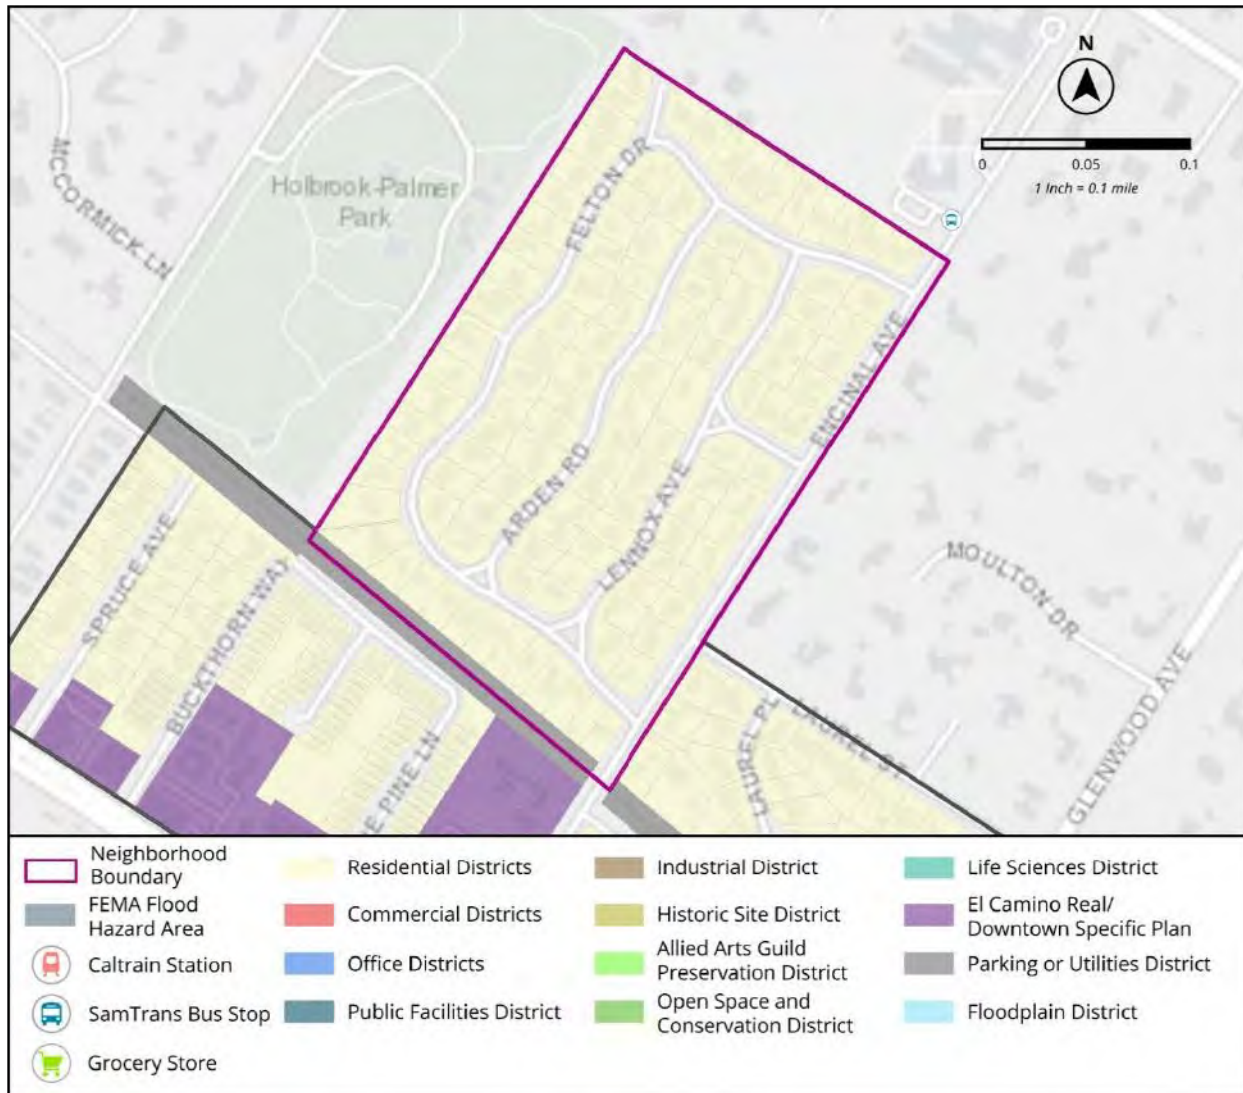 N
0
0.05
0.1
1 Inch = 0.1 mile
MCCORMICK LN
Holbrook-Palmer
Park
FELTON DR
ENCINAL AVE
ARDEN RD
LENNOX AVE
MOULTON DR
SPRUCE AVE
BUCKTHORN WAY
E PINE LN
LAUREL PL
LAUREL ST
GLENWOOD AVE
Neighborhood
Boundary
FEMA Flood
Hazard Area
Caltrain Station
SamTrans Bus Stop
Grocery Store
Residential Districts
Commercial Districts
Office Districts
Public Facilities District
Industrial District
Historic Site District
Allied Arts Guild
Preservation District
Open Space and
Conservation District
Life Sciences District
El Camino Real/
Downtown Specific Plan
Parking or Utilities District
Floodplain District